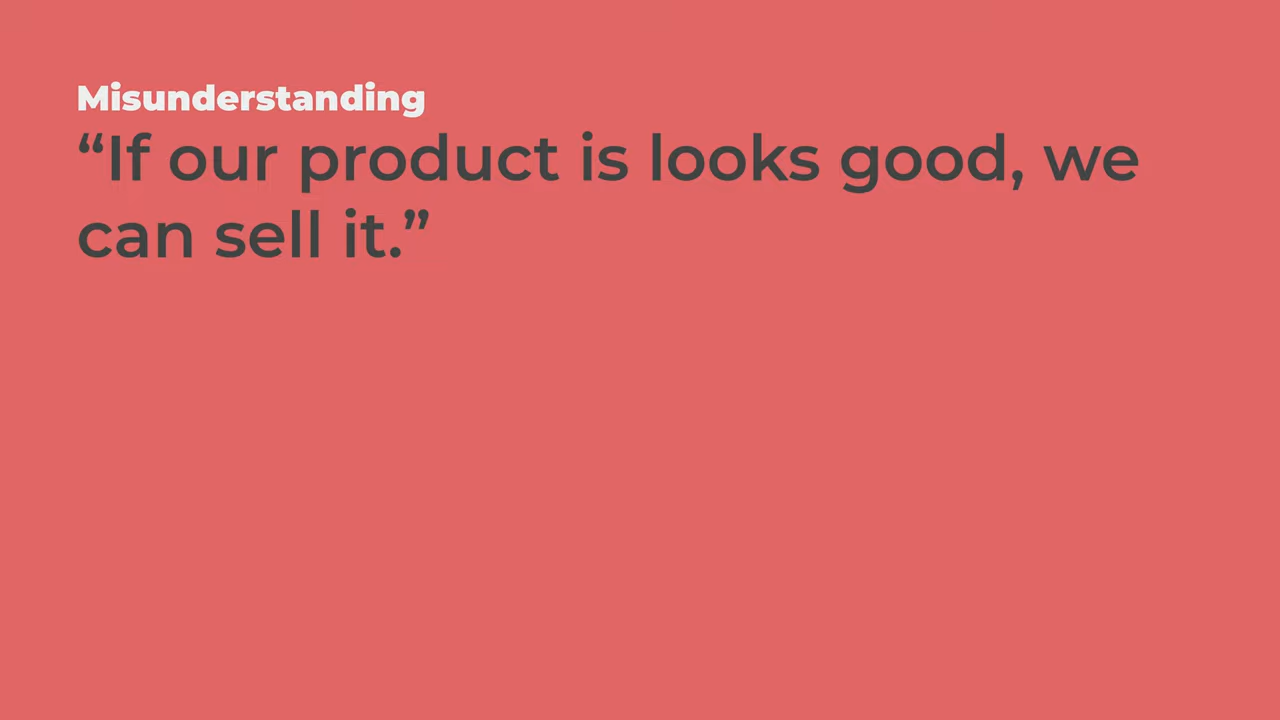 Misunderstanding
“If our product is looks good, we
can sell it.”